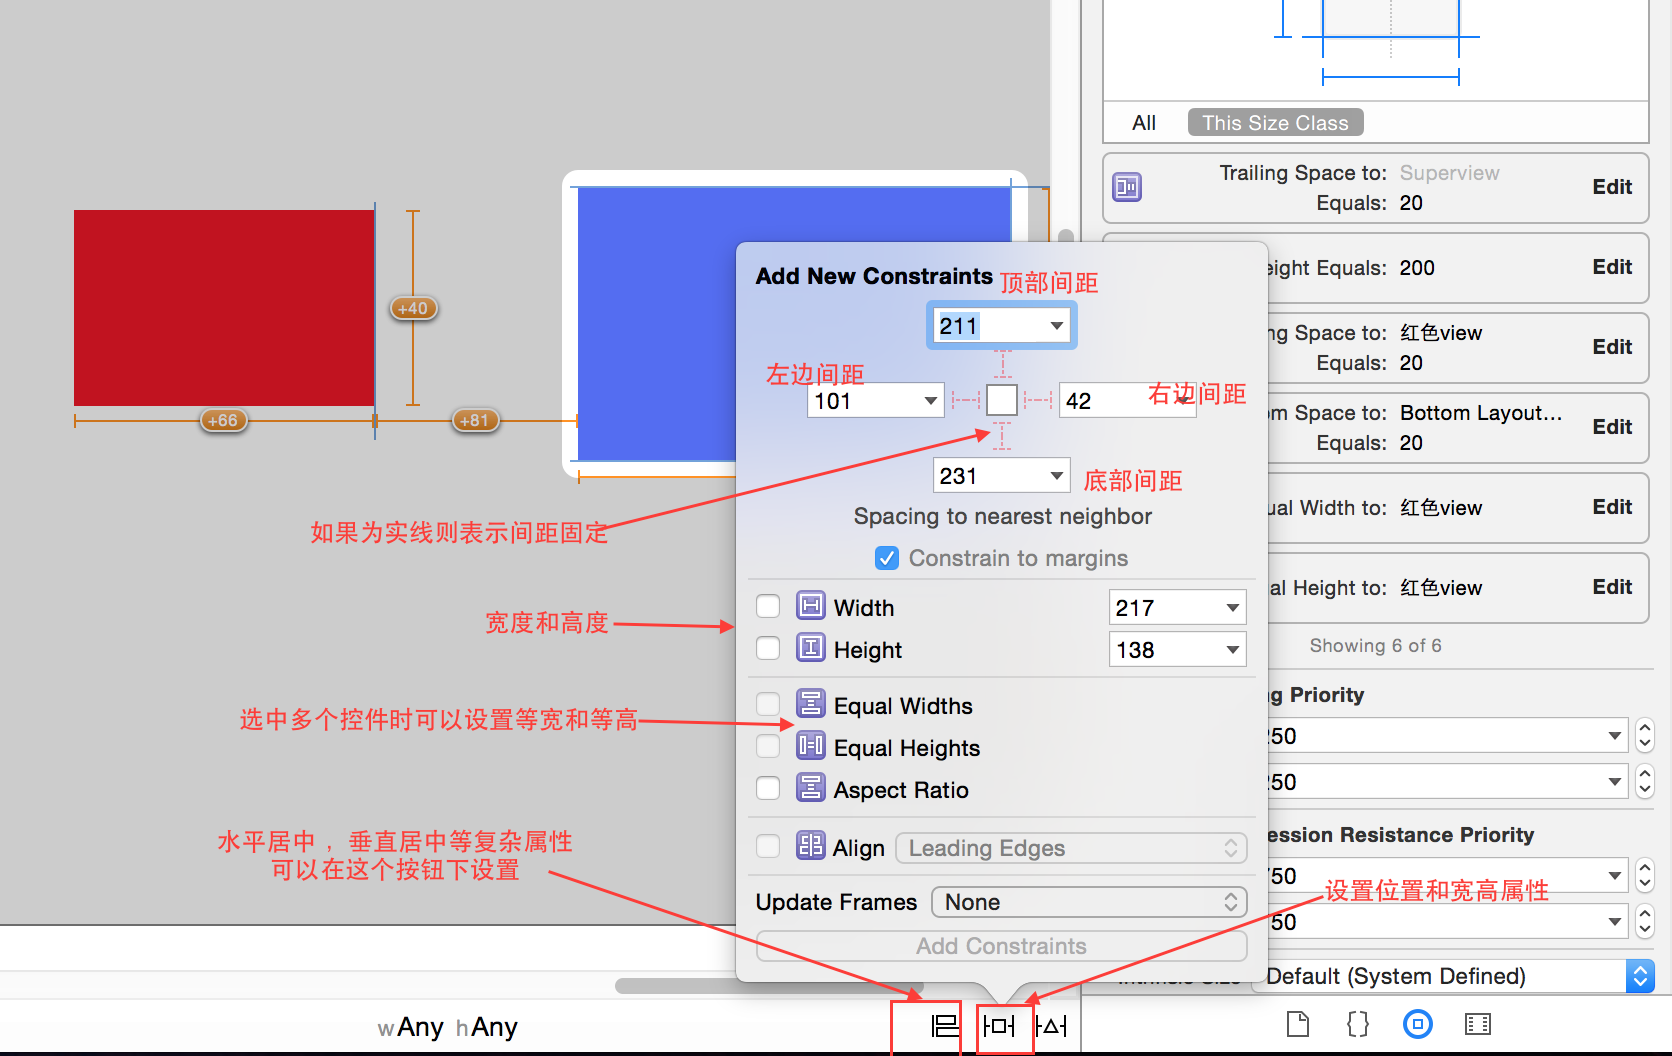 All This Size Class
Trailing Space to: Superview
Equals: 20
Edit
eight Equals: 200
Edit
ng Space to: 红色view
Equals: 20
Edit
om Space to: Bottom Layout...
Equals: 20
Edit
ual Width to: 红色view
Edit
al Height to: 红色view
Edit
Showing 6 of 6
g Priority
250
250
ession Resistance Priority
750
50
Default (System Defined)
+40
+66
+81
Add New Constraints
顶部间距
211
左边间距
右边间距
101
42
231
底部间距
Spacing to nearest neighbor
Constrain to margins
如果为实线则表示间距固定
Width 217
Height 138
宽度和高度
Equal Widths
Equal Heights
Aspect Ratio
选中多个控件时可以设置等宽和等高
Align Leading Edges
水平居中，垂直居中等复杂属性
可以在这个按钮下设置
Update Frames None
设置位置和宽高属性
Add Constraints
wAny hAny